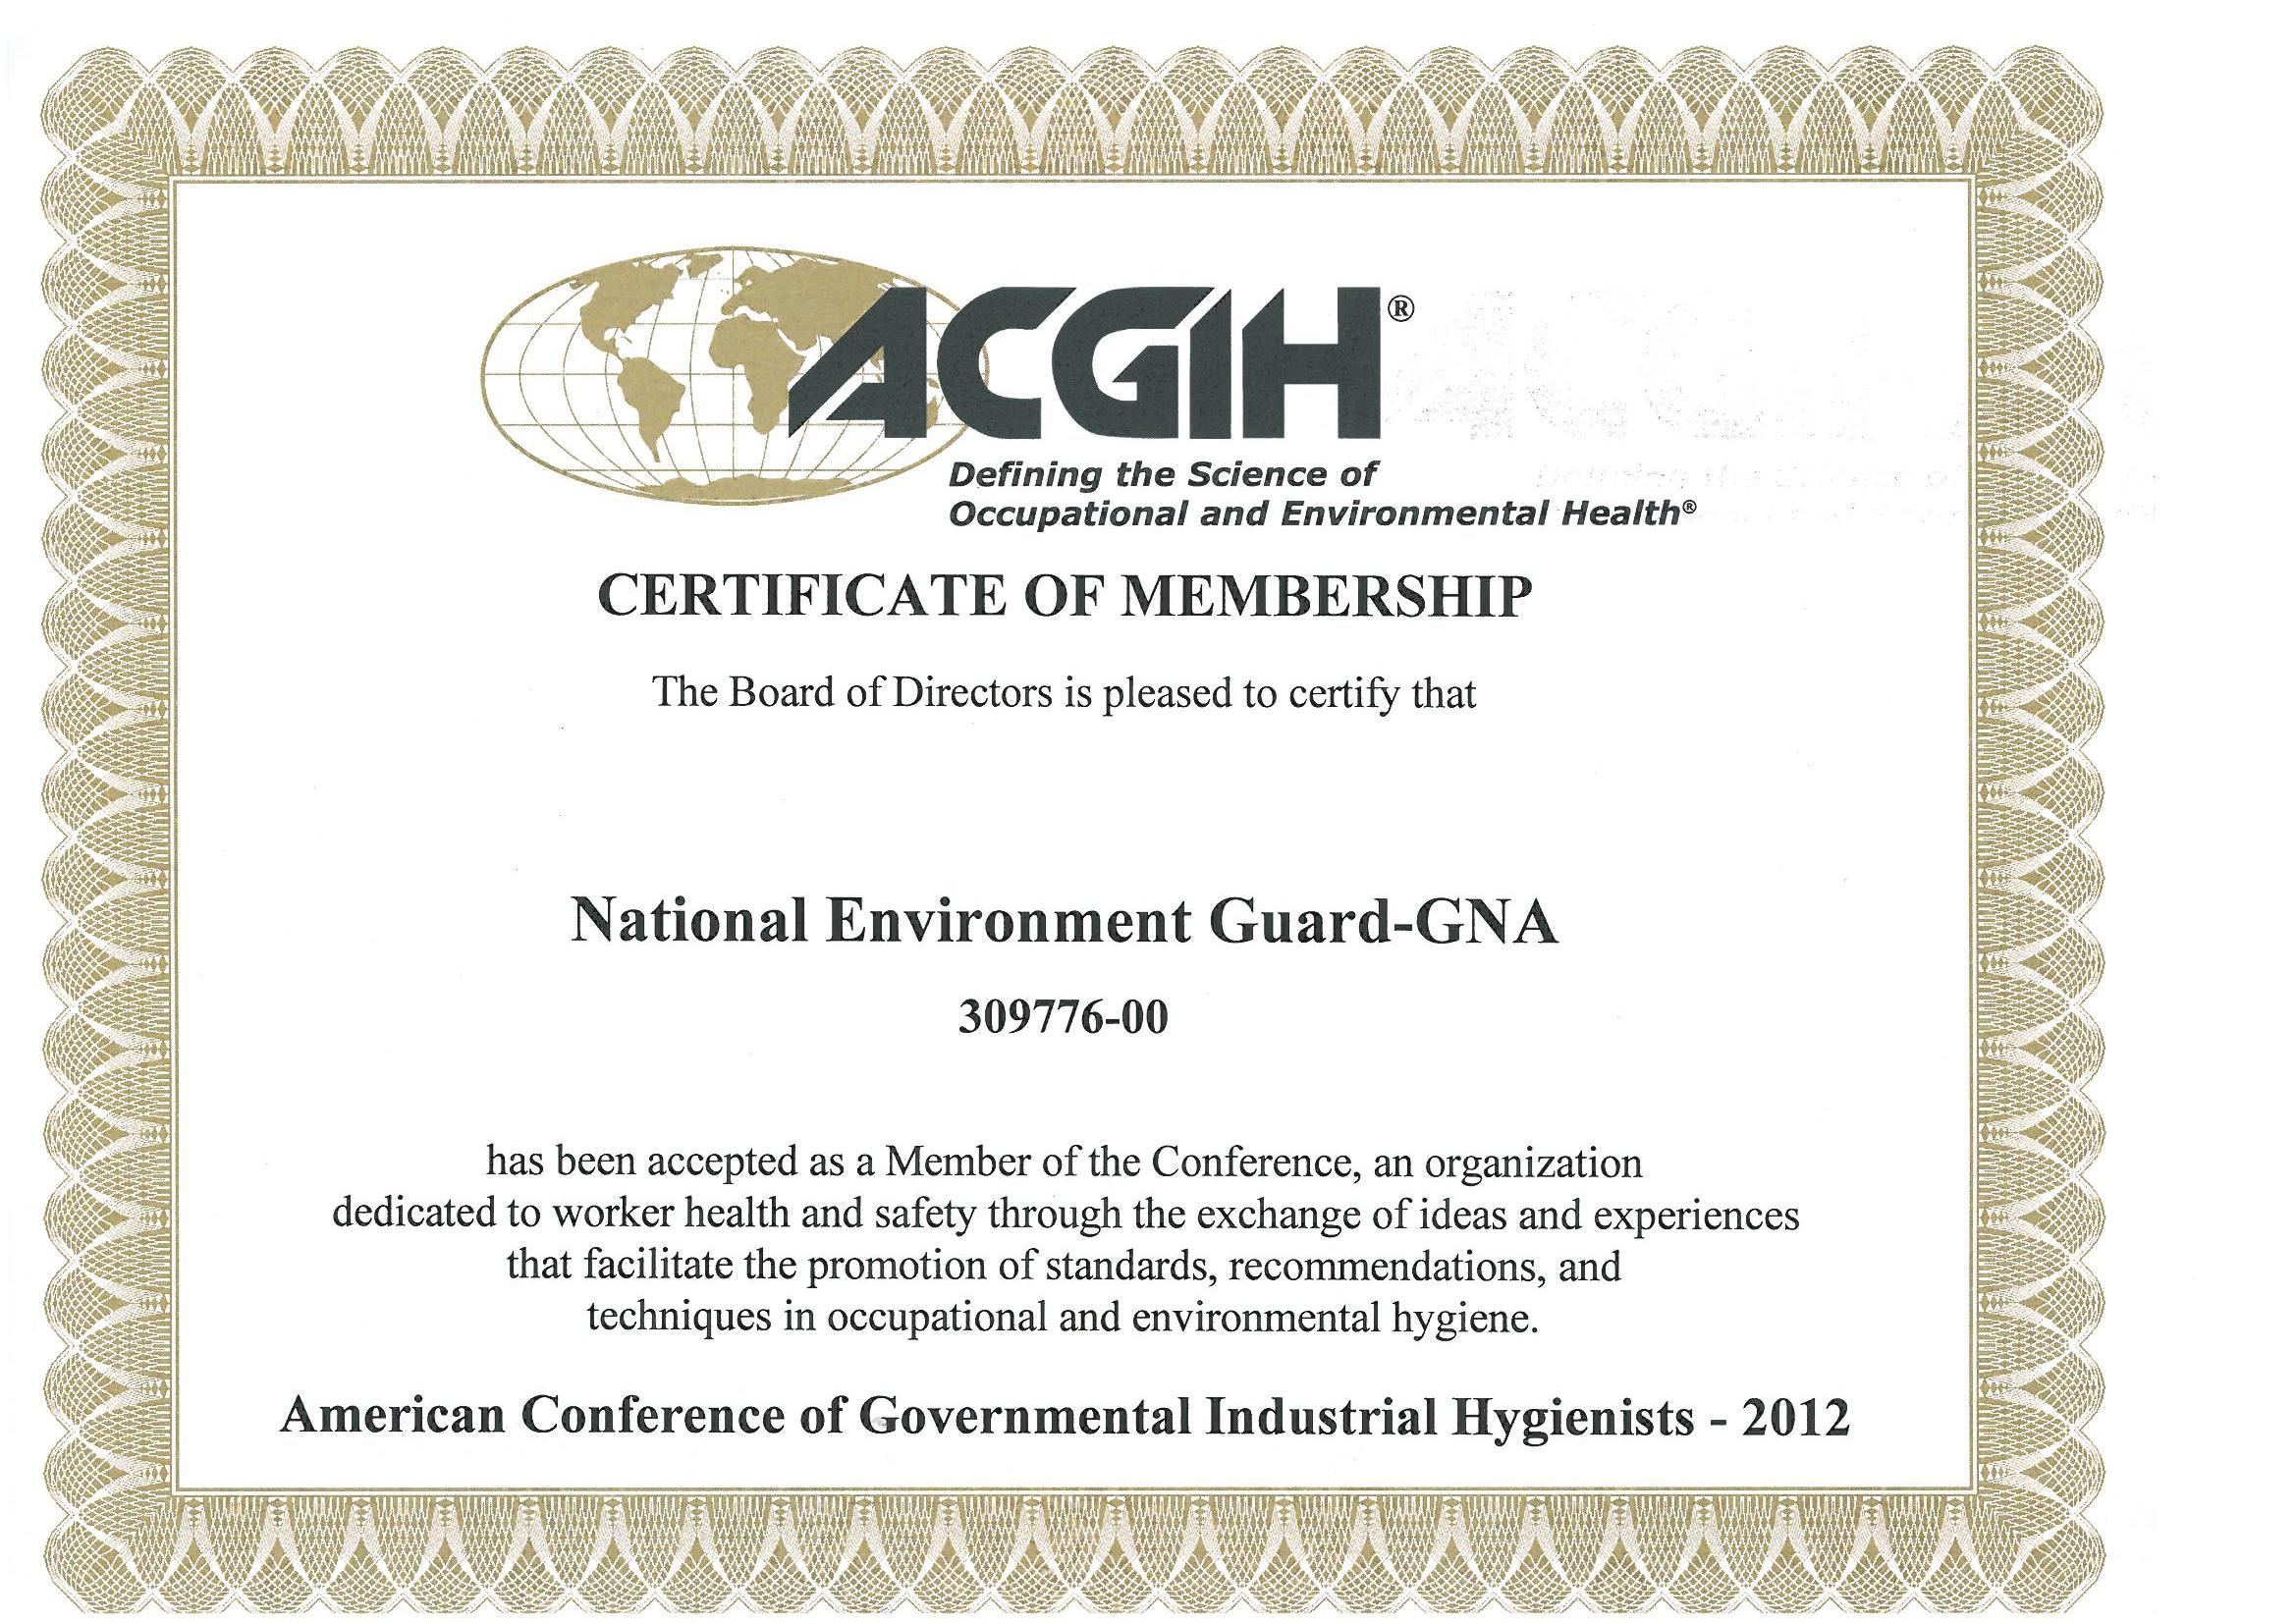 ACGIH®
Defining the Science of
Occupational and Environmental Health®
CERTIFICATE OF MEMBERSHIP
The Board of Directors is pleased to certify that
National Environment Guard-GNA
309776-00
has been accepted as a Member of the Conference, an organization
dedicated to worker health and safety through the exchange of ideas and experiences
that facilitate the promotion of standards, recommendations, and
techniques in occupational and environmental hygiene.
American Conference of Governmental Industrial Hygienists - 2012